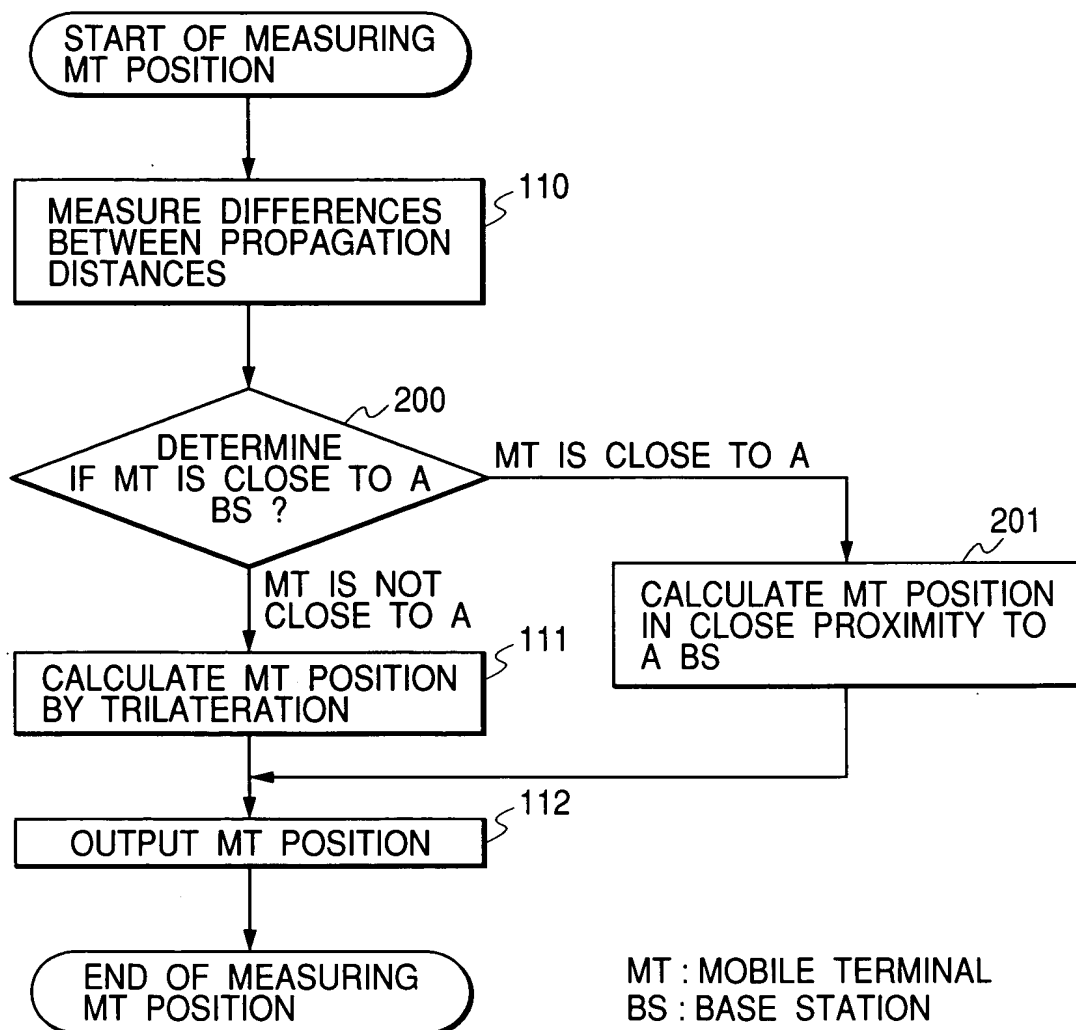 START OF MEASURING
MT POSITION
110
MEASURE DIFFERENCES
BETWEEN PROPAGATION
DISTANCES
200
DETERMINE
IF MT IS CLOSE TO A
BS ?
MT IS CLOSE TO A
MT IS NOT
CLOSE TO A
201
CALCULATE MT POSITION
IN CLOSE PROXIMITY TO
A BS
111
CALCULATE MT POSITION
BY TRILATERATION
112
OUTPUT MT POSITION
END OF MEASURING
MT POSITION
MT : MOBILE TERMINAL
BS : BASE STATION